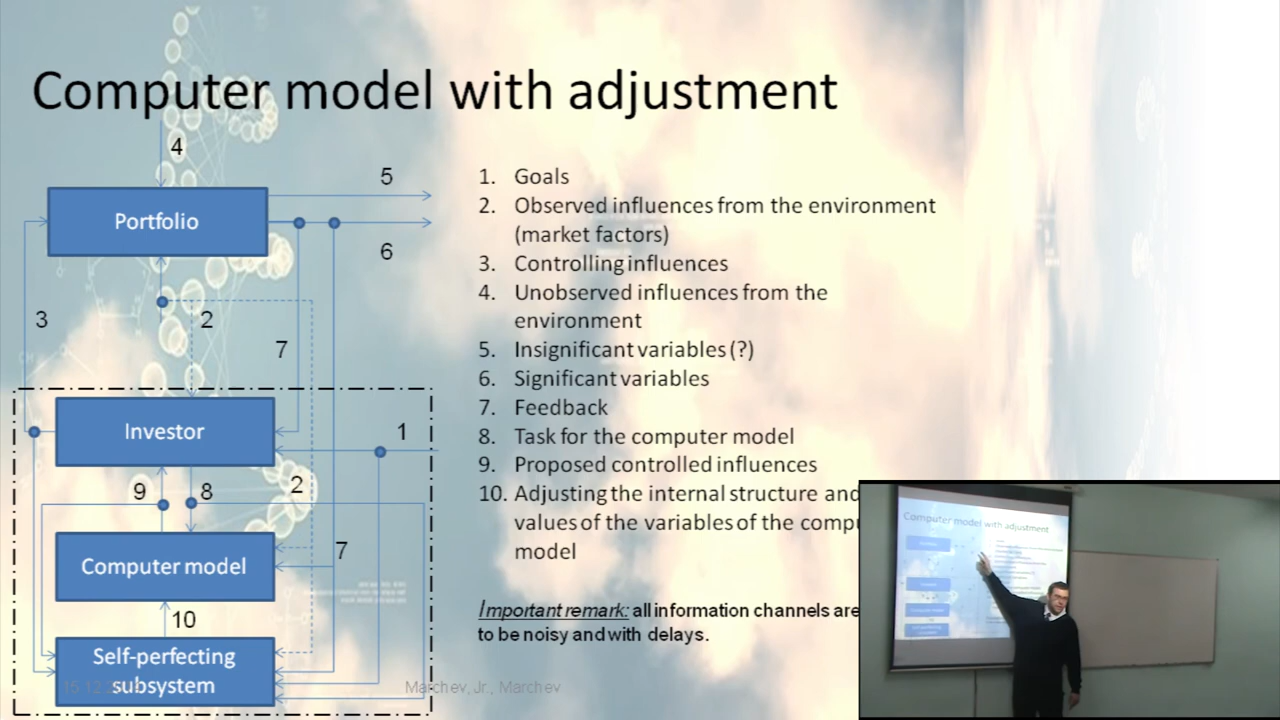 Computer model with adjustment
4
5
Portfolio
6
3
2
7
Investor
1
9
8
2
Computer model
7
10
Self-perfecting
subsystem
1. Goals
2. Observed influences from the environment
(market factors)
3. Controlling influences
4. Unobserved influences from the
environment
5. Insignificant variables (?)
6. Significant variables
7. Feedback
8. Task for the computer model
9. Proposed controlled influences
10. Adjusting the internal structure and
values of the variables of the
model
Important remark: all information channels are
to be noisy and with delays.
Marchev, Jr., Marchev
Computer model with adjustment